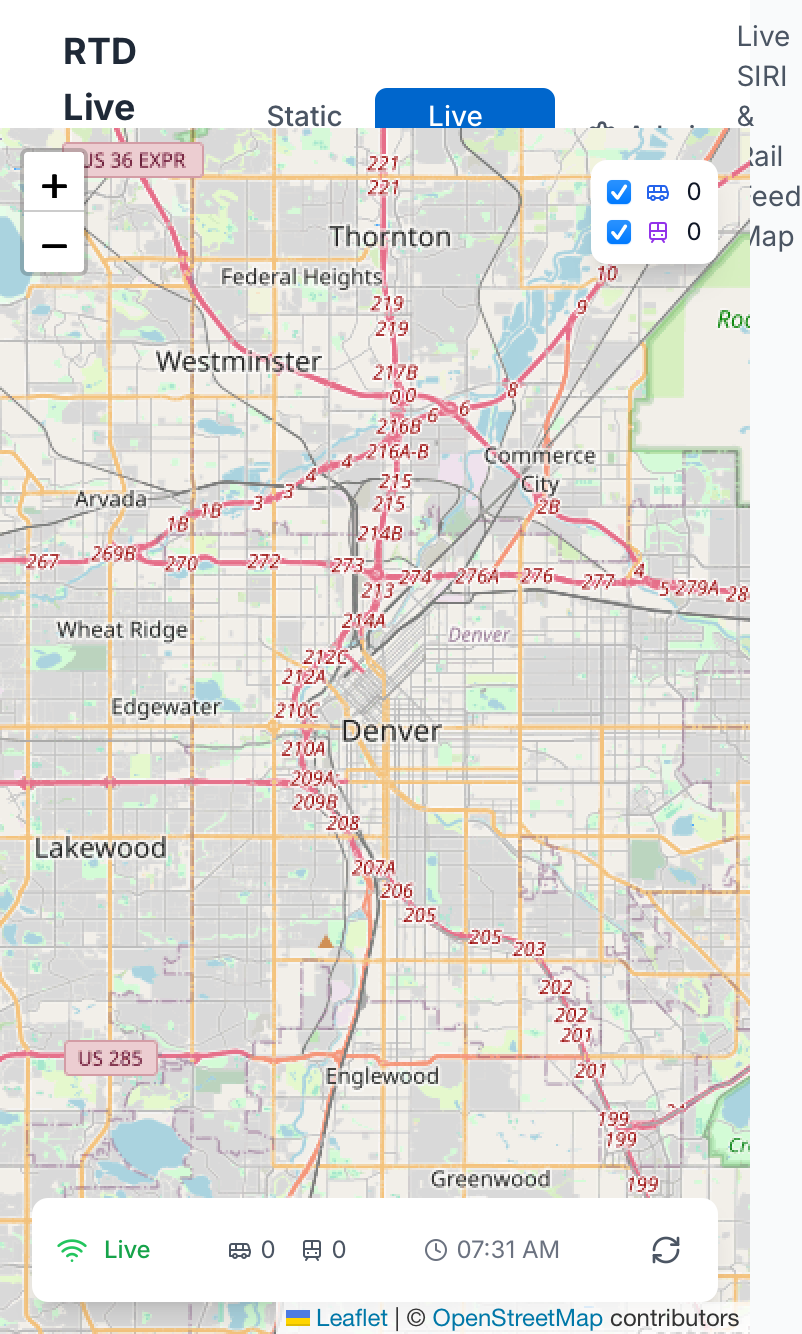 RTD
Live
Static
Live
Live
SIRI
&
Rail
Feed
Map
US 36 EXPR
+
−
0
0
221
221
Thornton
Federal Heights
10
219
219
9
Westminster
217B
0 0
8
6 6
216B
216A-B
4 4
Commerce
City
215
215
3 3
Arvada
1B 1B
2B
214B
267 269B 270 272 273 274 276A 276 277 4 5 279A 28
213
214A
Wheat Ridge
Denver
212C
212A
Edgewater
210C
Denver
210A
209A
209B
208
Lakewood
207A
206
205
205
203
202
202
201
US 285
201
Englewood
199
199
Greenwood
199
Live 0 0 07:31 AM
Leaflet | © OpenStreetMap contributors